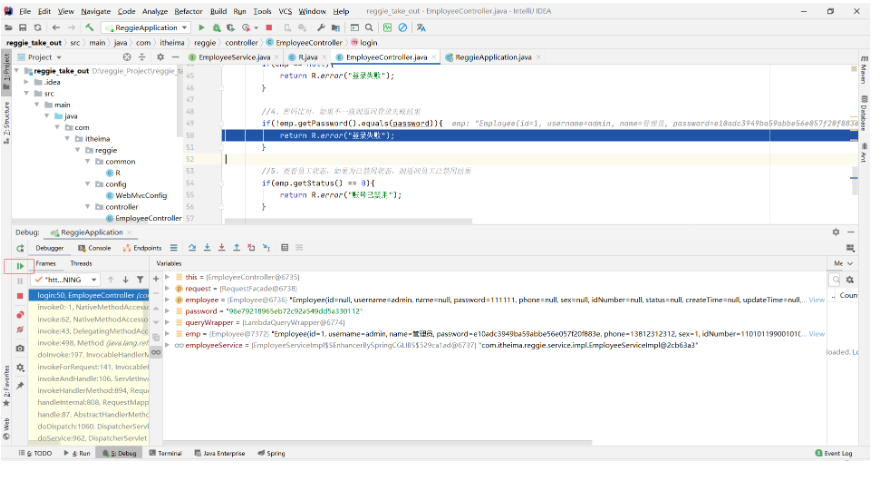 File Edit View Navigate Code Analyze Refactor Build Run Tools VCS Window Help reggie_take_out - EmployeeController.java - IntelliJ IDEA
ReggieApplication
reggie_take_out src main java com itheima reggie controller EmployeeController login
Project EmployeeService.java R.java EmployeeController.java ReggieApplication.java
reggie_take_out D:\reggie_Project\reggie_ta
.idea
src
main
java
com
itheima
reggie
common
R
config
WebMvcConfig
controller
EmployeeController
1: Project
Z: Structure
45 return R.error("登录失败");
46 }
47
48 //4、密码比对，如果不一致则返回登录失败结果
49 if(!emp.getPassword().equals(password)){ emp: "Employee(id=1, username=admin, name=管理员, password=e10adc3949ba59abbe56e057f20f883e
50 return R.error("登录失败");
51 }
52
53 //5、查看员工状态，如果为已禁用状态，则返回员工已禁用结果
54 if(emp.getStatus() == 0){
55 return R.error("账号已禁用");
56 }
57
Maven
Database
Ant
Debug: ReggieApplication
Debugger Console Endpoints
Frames Threads Variables
"htt...NING
login:50, EmployeeController (co
invoke0:-1, NativeMethodAccesso
invoke:62, NativeMethodAccesso
invoke:43, DelegatingMethodAcc
invoke:498, Method (java.lang.ref
doInvoke:197, InvocableHandlerM
invokeForRequest:141, Invocable
invokeAndHandle:106, ServletInvo
invokeHandlerMethod:894, Reque
handleInternal:808, RequestMapp
handle:87, AbstractHandlerMetho
doDispatch:1060, DispatcherServl
doService:962, DispatcherServlet
this = {EmployeeController@6735}
request = {RequestFacade@6738}
employee = {Employee@6736} "Employee(id=null, username=admin, name=null, password=111111, phone=null, sex=null, idNumber=null, status=null, createTime=null, updateTime=null,... View
password = "96e79218965eb72c92a549dd5a330112"
queryWrapper = {LambdaQueryWrapper@6774}
emp = {Employee@7372} "Employee(id=1, username=admin, name=管理员, password=e10adc3949ba59abbe56e057f20f883e, phone=13812312312, sex=1, idNumber=11010119900101(... View
employeeService = {EmployeeServiceImpl$$EnhancerBySpringCGLIB$$29ca1ad@6737} "com.itheima.reggie.service.impl.EmployeeServiceImpl@2cb63a3"
Me
Coun
loaded. Lo
2: Favorites
Web
6: TODO 4: Run 5: Debug Terminal Java Enterprise Spring Event Log